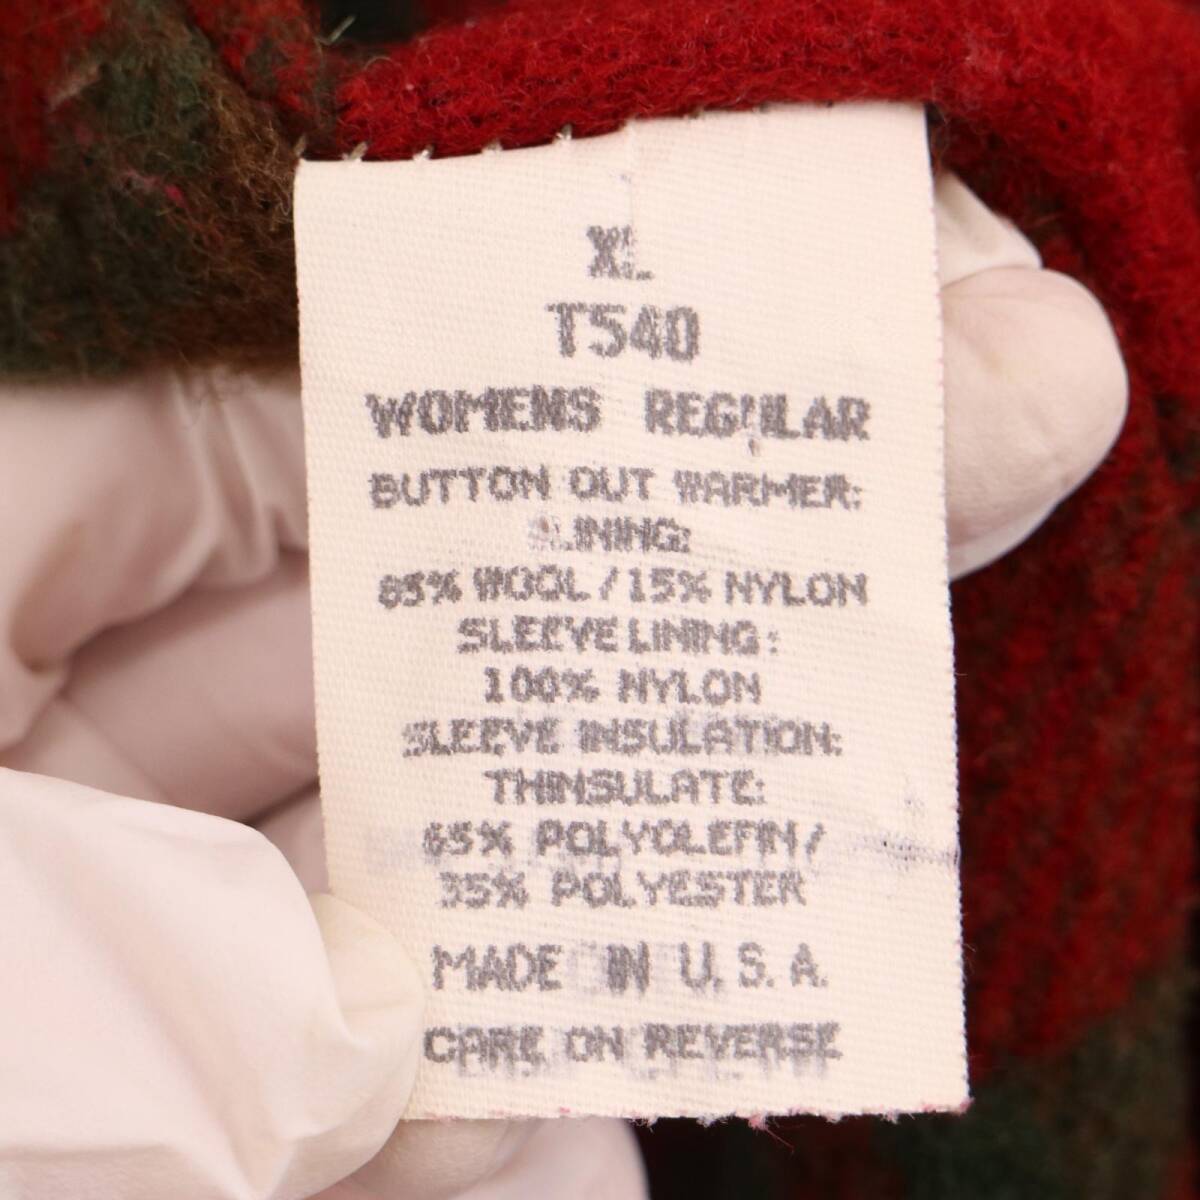 XL
T540
WOMENS REGULAR
BUTTON OUT WARMER:
LINING:
85% WOOL/15% NYLON
SLEEVE LINING:
100% NYLON
SLEEVE INSULATION:
THINSULATE:
65% POLYOLEFIN/
35% POLYESTER
MADE IN U.S.A.
CARE ON REVERSE